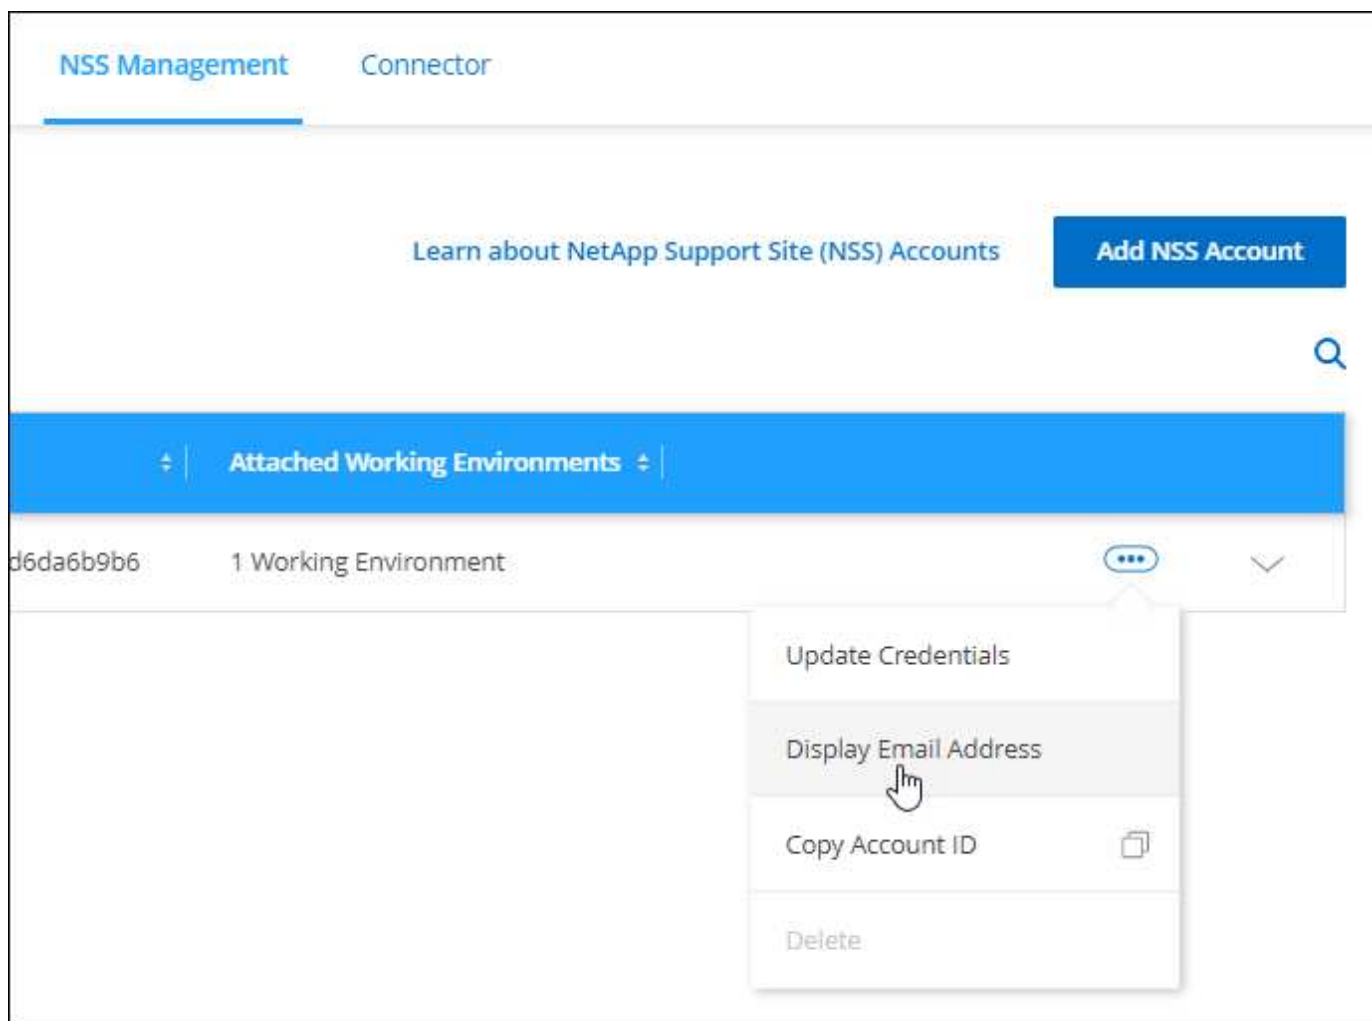 NSS Management Connector
Learn about NetApp Support Site (NSS) Accounts Add NSS Account
Attached Working Environments
d6da6b9b6 1 Working Environment
Update Credentials
Display Email Address
Copy Account ID
Delete